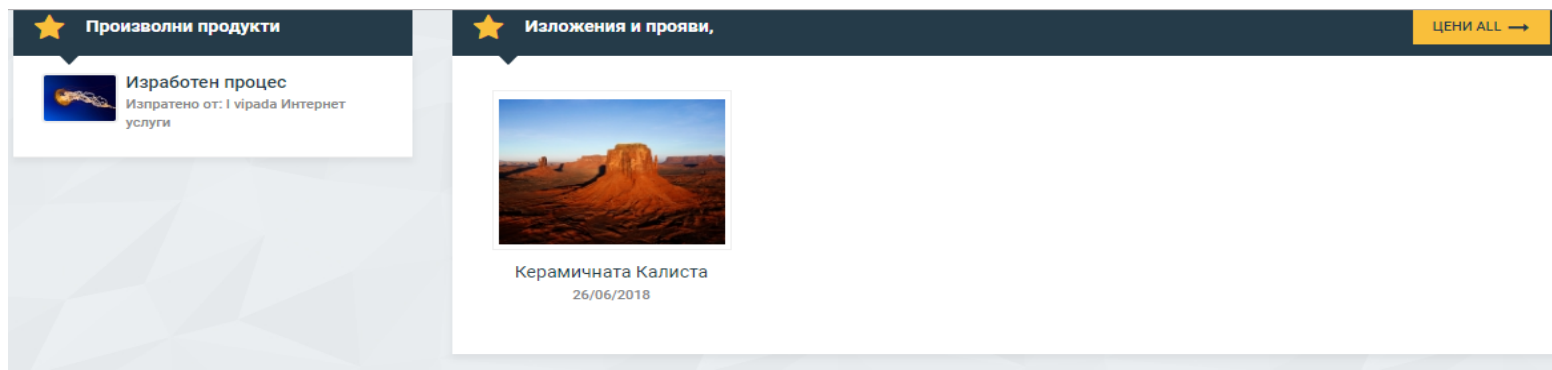 Произволни продукти
Изработен процес
Изпратено от: I vipada Интернет
услуги
Изложения и прояви,
ЦЕНИ ALL
Керамичната Калиста
26/06/2018